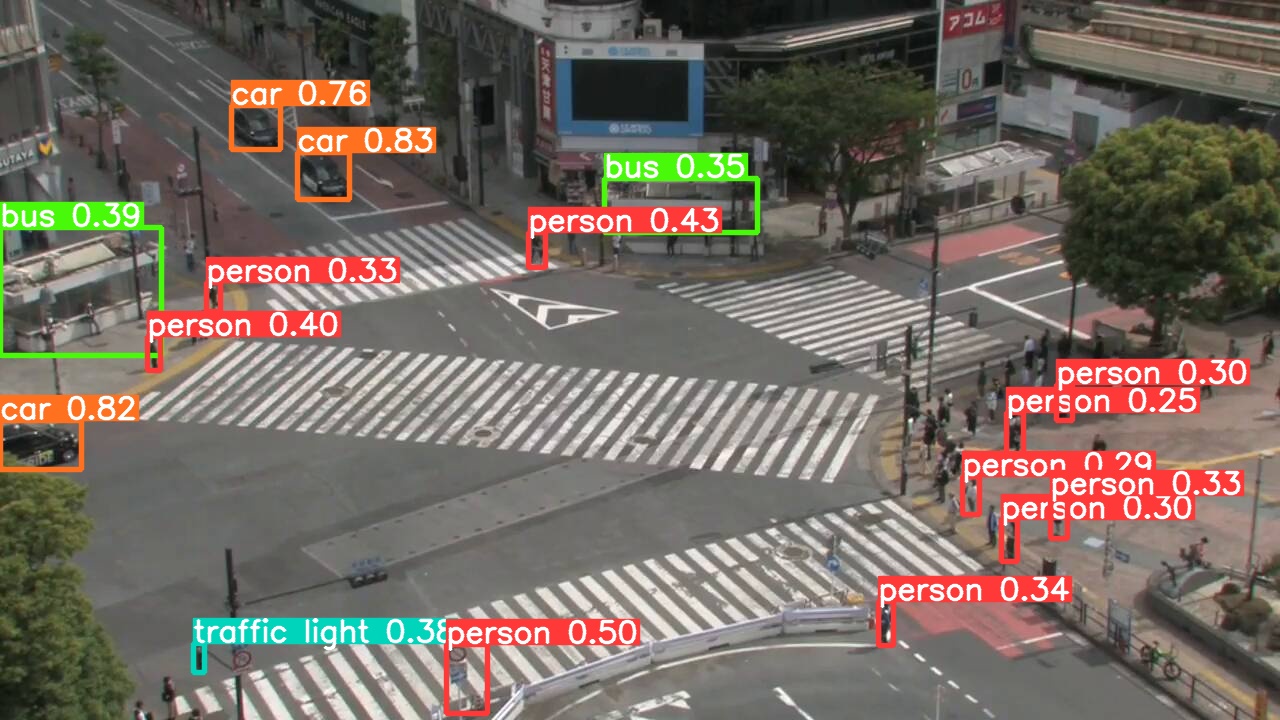 AMERICAN EAGLE
アコム
car 0.76
car 0.83
bus 0.35
bus 0.39
person 0.43
person 0.33
person 0.40
person 0.30
car 0.82
person 0.25
person 0.29
person 0.33
person 0.30
person 0.34
traffic light 0.38
person 0.50